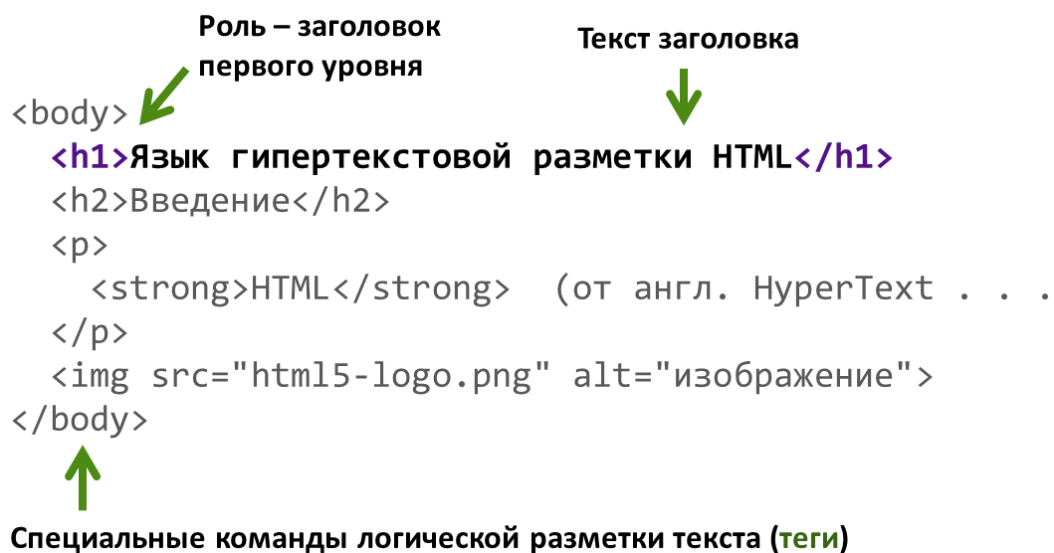 Роль – заголовок
первого уровня
Текст заголовка
<body>
<h1>Язык гипертекстовой разметки HTML</h1>
<h2>Введение</h2>
<p>
<strong>HTML</strong> (от англ. HyperText . . .
</p>
<img src="html5-logo.png" alt="изображение">
</body>
Специальные команды логической разметки текста (теги)